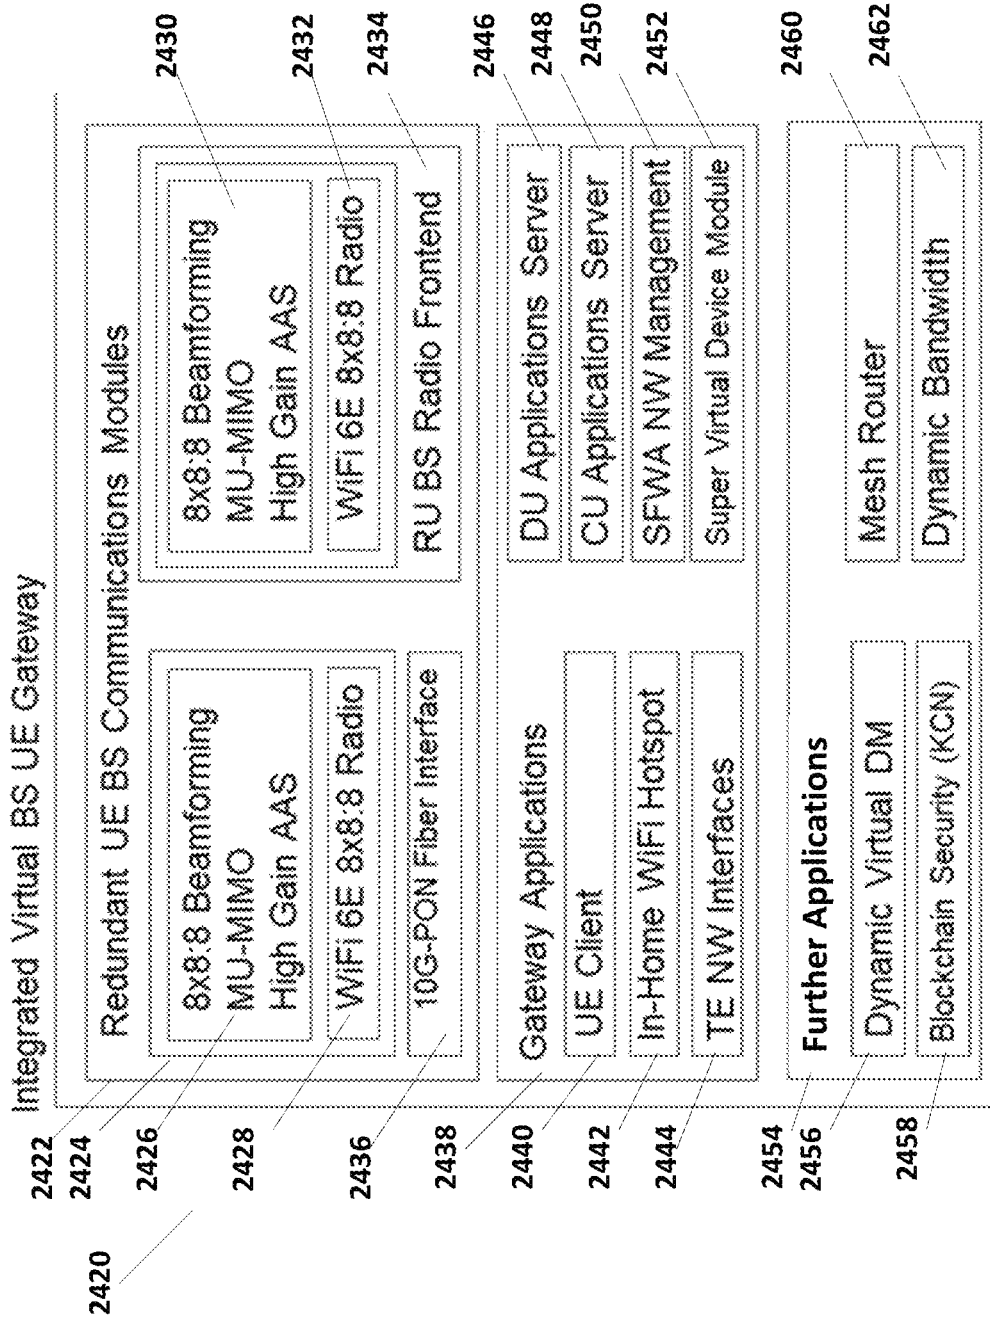 Integrated Virtual BS UE Gateway
Redundant UE BS Communications Modules
8x8:8 Beamforming
MU-MIMO
High Gain AAS
WiFi 6E 8x8:8 Radio
10G-PON Fiber Interface
8x8:8 Beamforming
MU-MIMO
High Gain AAS
WiFi 6E 8x8:8 Radio
RU BS Radio Frontend
Gateway Applications
UE Client
In-Home WiFi Hotspot
TE NW Interfaces
DU Applications Server
CU Applications Server
SFWA NW Management
Super Virtual Device Module
Further Applications
Dynamic Virtual DM
Blockchain Security (KCN)
Mesh Router
Dynamic Bandwidth
2420
2422
2424
2426
2428
2436
2438
2440
2442
2444
2454
2456
2458
2430
2432
2434
2446
2448
2450
2452
2460
2462